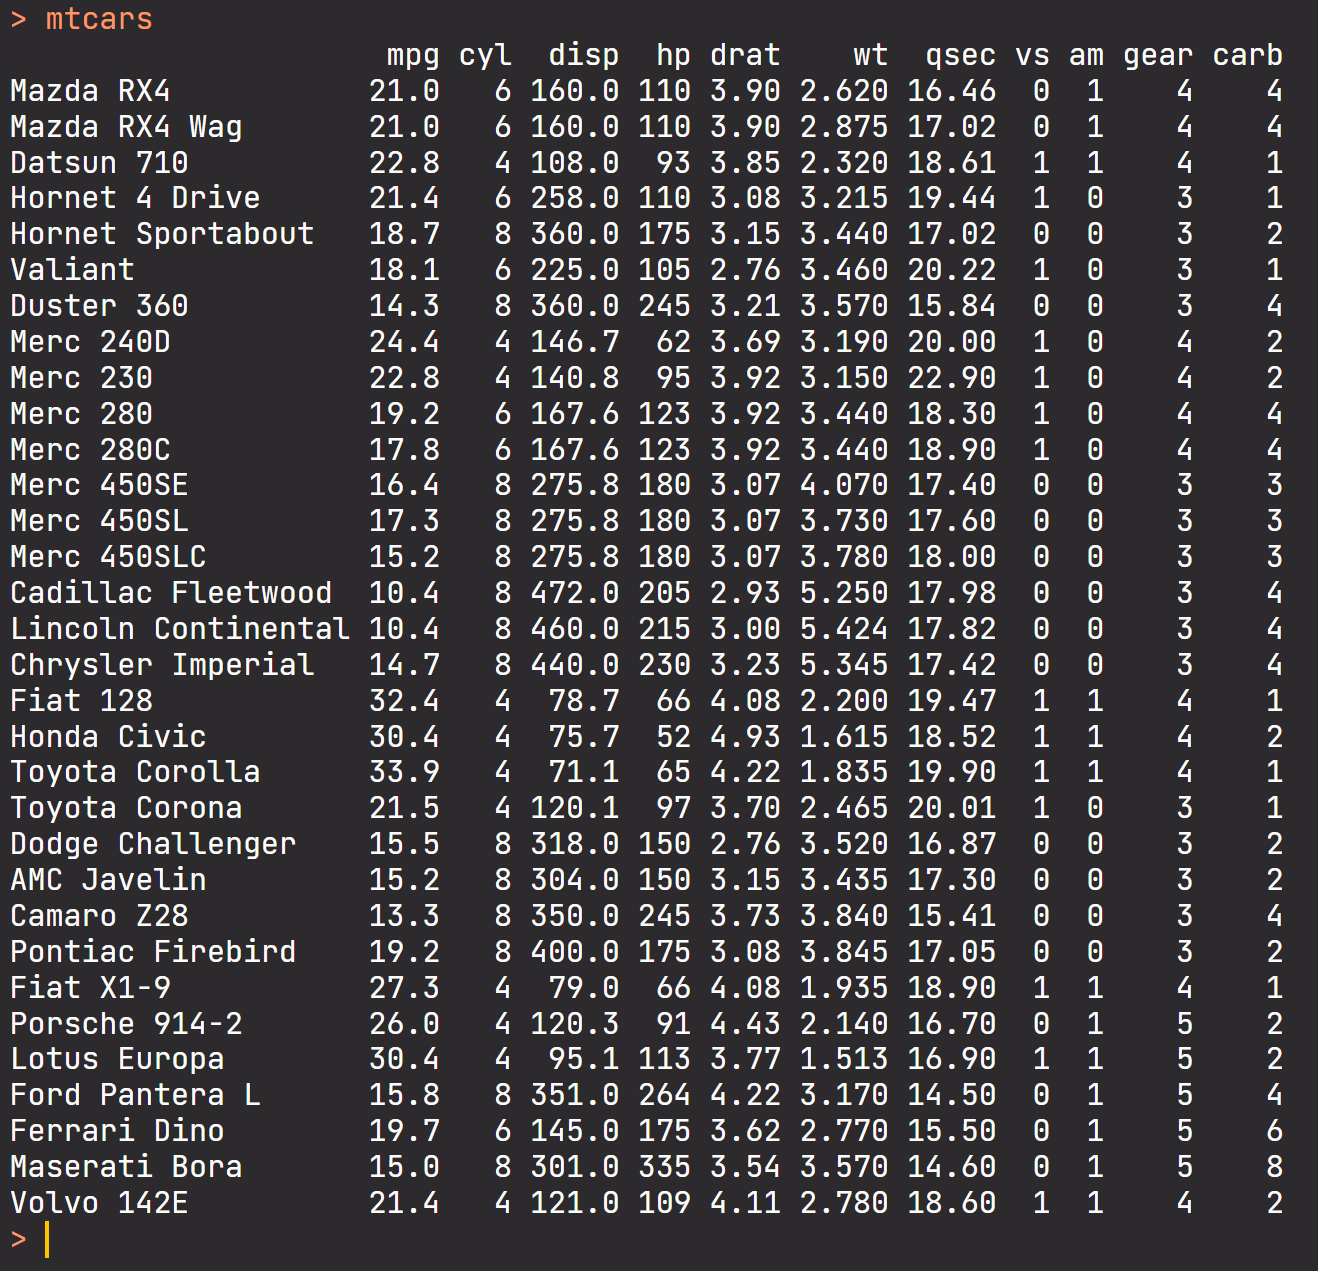 > mtcars
                     mpg cyl  disp  hp drat    wt  qsec vs am gear carb
Mazda RX4           21.0   6 160.0 110 3.90 2.620 16.46  0  1    4    4
Mazda RX4 Wag       21.0   6 160.0 110 3.90 2.875 17.02  0  1    4    4
Datsun 710          22.8   4 108.0  93 3.85 2.320 18.61  1  1    4    1
Hornet 4 Drive      21.4   6 258.0 110 3.08 3.215 19.44  1  0    3    1
Hornet Sportabout   18.7   8 360.0 175 3.15 3.440 17.02  0  0    3    2
Valiant             18.1   6 225.0 105 2.76 3.460 20.22  1  0    3    1
Duster 360          14.3   8 360.0 245 3.21 3.570 15.84  0  0    3    4
Merc 240D           24.4   4 146.7  62 3.69 3.190 20.00  1  0    4    2
Merc 230            22.8   4 140.8  95 3.92 3.150 22.90  1  0    4    2
Merc 280            19.2   6 167.6 123 3.92 3.440 18.30  1  0    4    4
Merc 280C           17.8   6 167.6 123 3.92 3.440 18.90  1  0    4    4
Merc 450SE          16.4   8 275.8 180 3.07 4.070 17.40  0  0    3    3
Merc 450SL          17.3   8 275.8 180 3.07 3.730 17.60  0  0    3    3
Merc 450SLC         15.2   8 275.8 180 3.07 3.780 18.00  0  0    3    3
Cadillac Fleetwood  10.4   8 472.0 205 2.93 5.250 17.98  0  0    3    4
Lincoln Continental 10.4   8 460.0 215 3.00 5.424 17.82  0  0    3    4
Chrysler Imperial   14.7   8 440.0 230 3.23 5.345 17.42  0  0    3    4
Fiat 128            32.4   4  78.7  66 4.08 2.200 19.47  1  1    4    1
Honda Civic         30.4   4  75.7  52 4.93 1.615 18.52  1  1    4    2
Toyota Corolla      33.9   4  71.1  65 4.22 1.835 19.90  1  1    4    1
Toyota Corona       21.5   4 120.1  97 3.70 2.465 20.01  1  0    3    1
Dodge Challenger    15.5   8 318.0 150 2.76 3.520 16.87  0  0    3    2
AMC Javelin         15.2   8 304.0 150 3.15 3.435 17.30  0  0    3    2
Camaro Z28          13.3   8 350.0 245 3.73 3.840 15.41  0  0    3    4
Pontiac Firebird    19.2   8 400.0 175 3.08 3.845 17.05  0  0    3    2
Fiat X1-9           27.3   4  79.0  66 4.08 1.935 18.90  1  1    4    1
Porsche 914-2       26.0   4 120.3  91 4.43 2.140 16.70  0  1    5    2
Lotus Europa        30.4   4  95.1 113 3.77 1.513 16.90  1  1    5    2
Ford Pantera L      15.8   8 351.0 264 4.22 3.170 14.50  0  1    5    4
Ferrari Dino        19.7   6 145.0 175 3.62 2.770 15.50  0  1    5    6
Maserati Bora       15.0   8 301.0 335 3.54 3.570 14.60  0  1    5    8
Volvo 142E          21.4   4 121.0 109 4.11 2.780 18.60  1  1    4    2
>